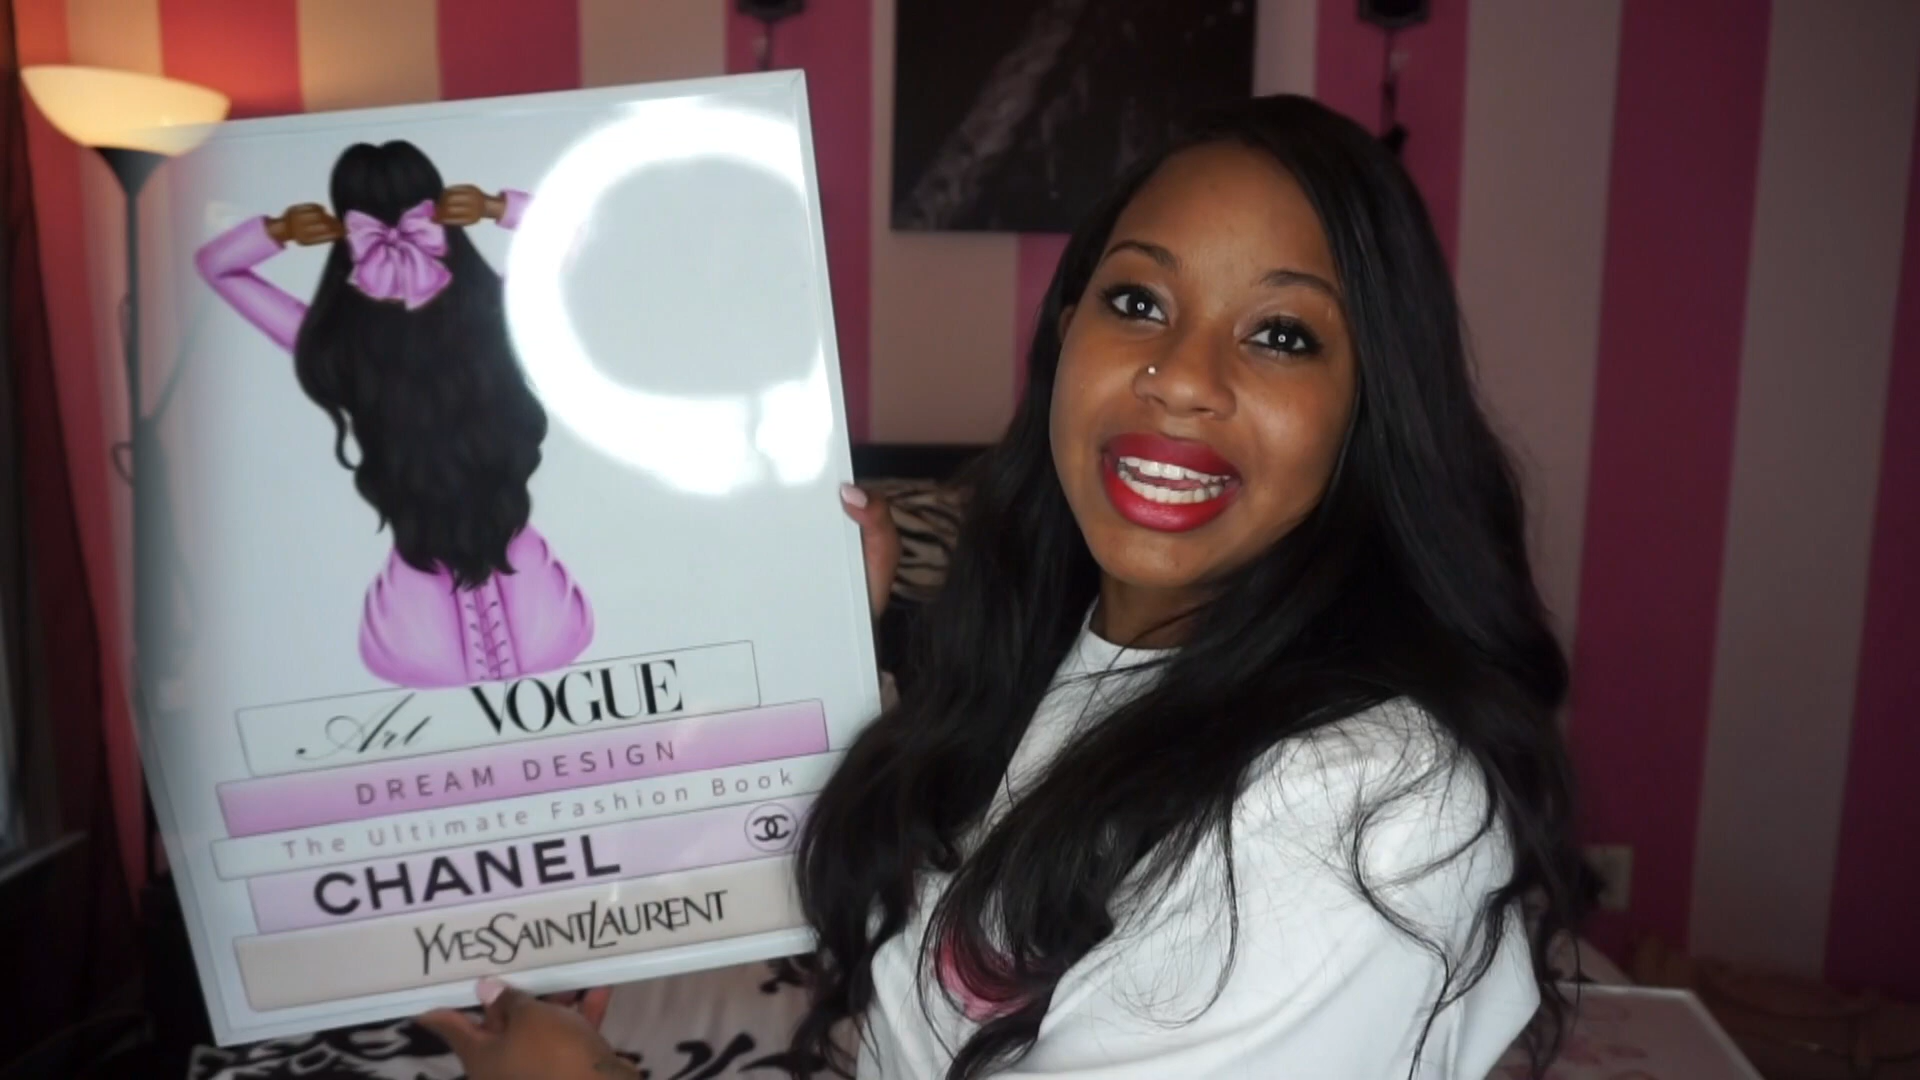 Art VOGUE
DREAM DESIGN
The Ultimate Fashion Book
CHANEL
YVESSAINTLAURENT